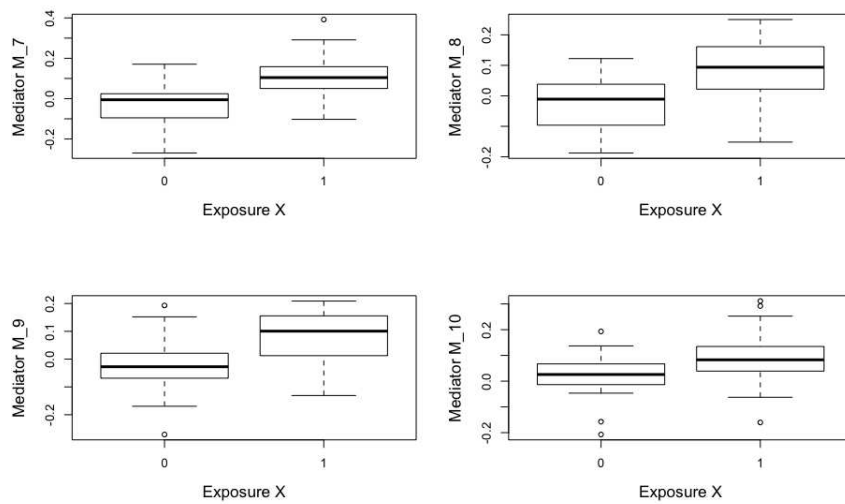 Mediator M_7
0.4
0.0
-0.2
0 1
Exposure X
Mediator M_8
0.2
0.1
0.0
-0.2
0 1
Exposure X
Mediator M_9
0.2
0.1
0.0
-0.2
0 1
Exposure X
Mediator M_10
0.2
0.0
-0.2
0 1
Exposure X